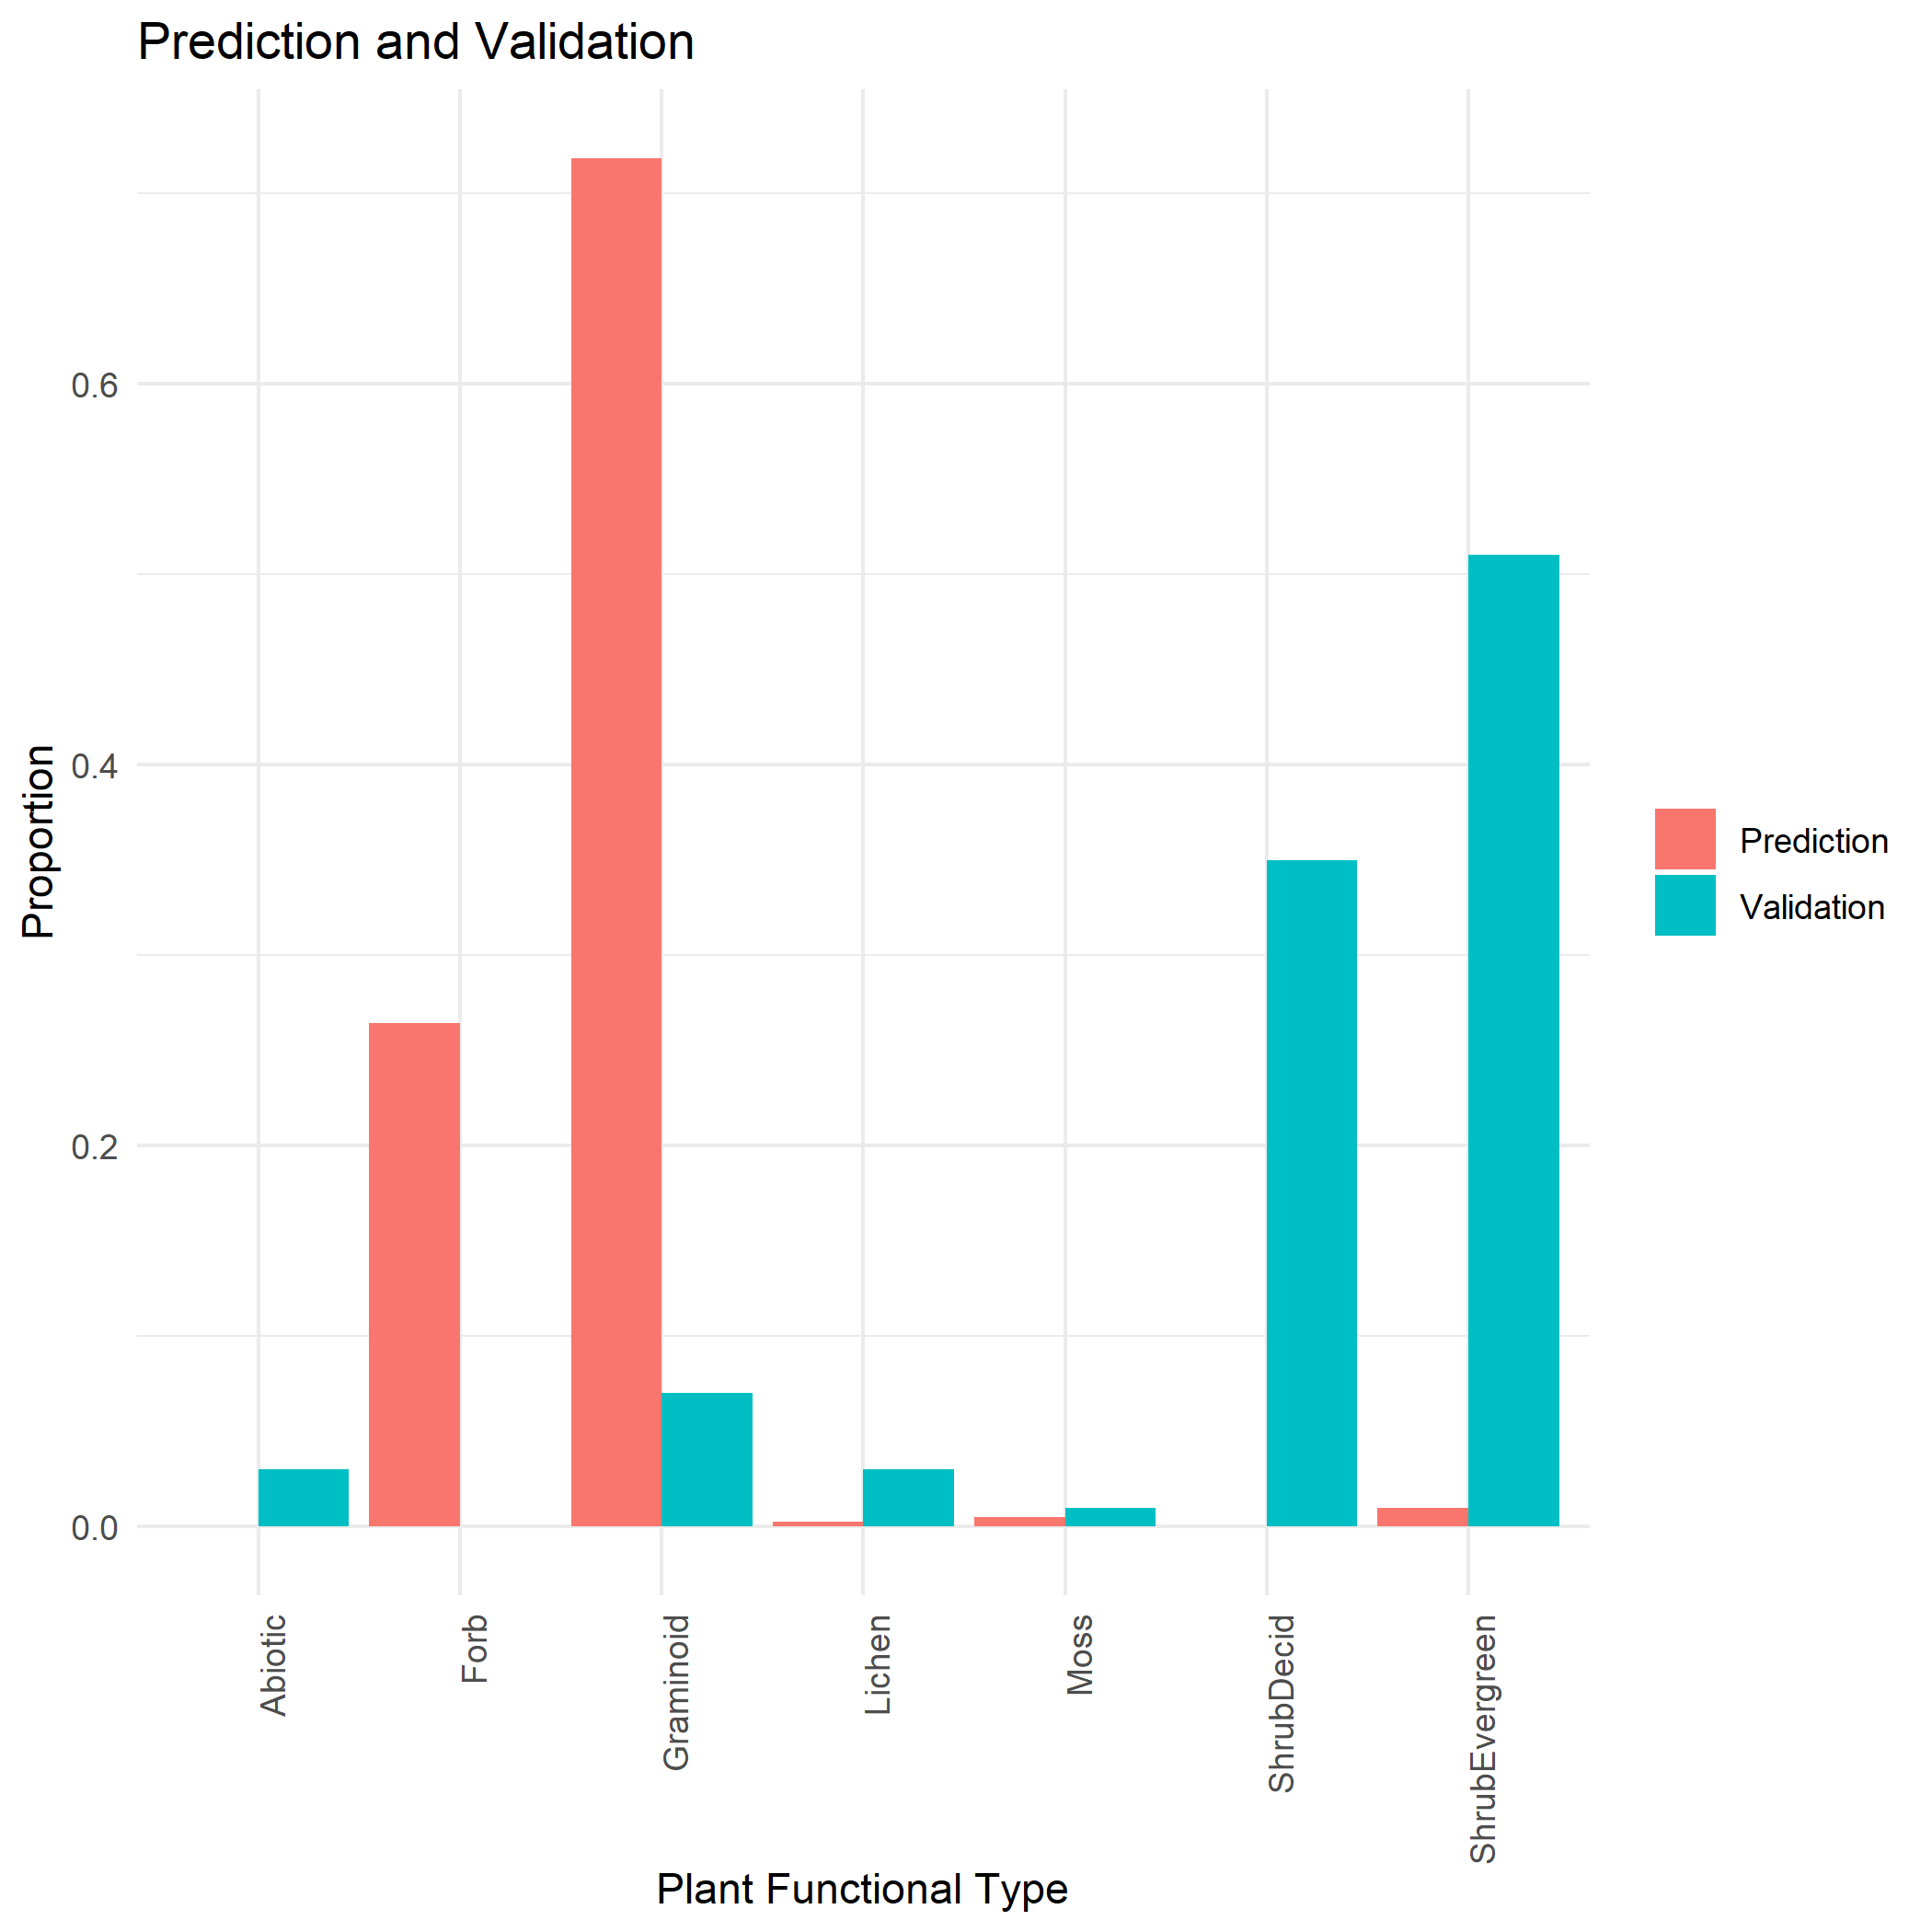 Prediction and Validation
Proportion
0.6
0.4
0.2
0.0
Abiotic
Forb
Graminoid
Lichen
Moss
ShrubDecid
ShrubEvergreen
Plant Functional Type
Prediction
Validation